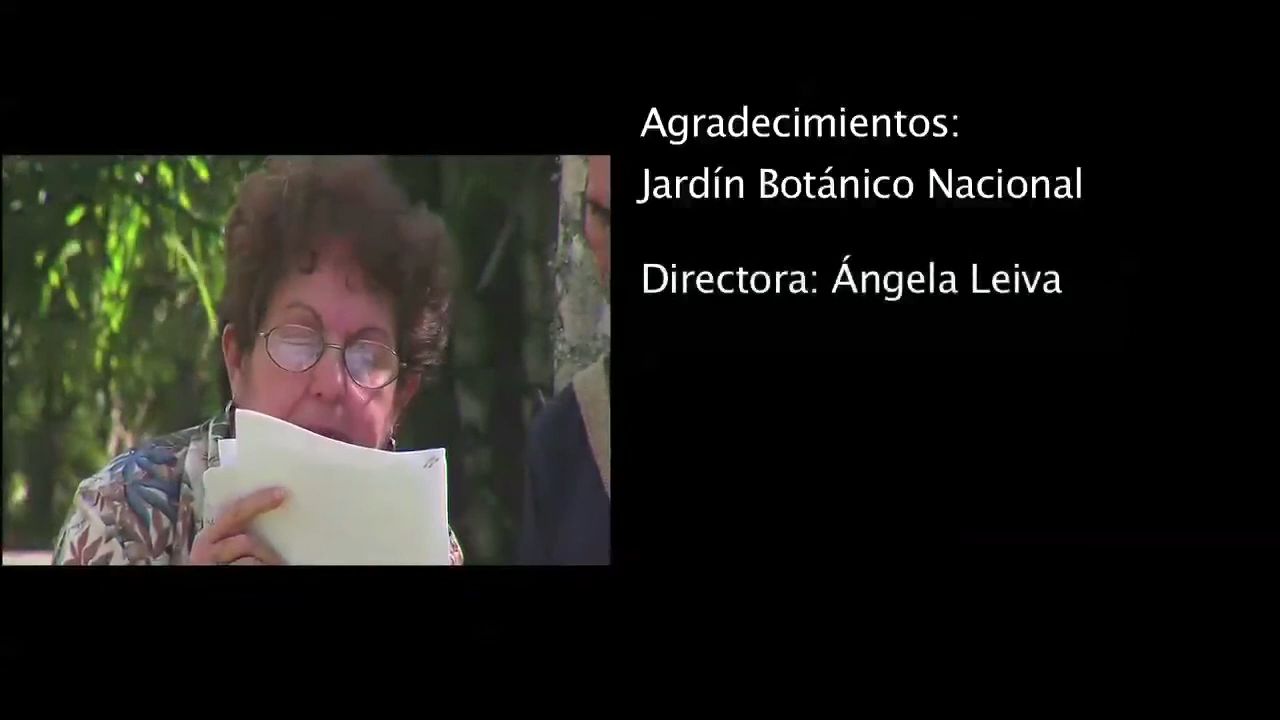 Agradecimientos:
Jardín Botánico Nacional
Directora: Ángela Leiva